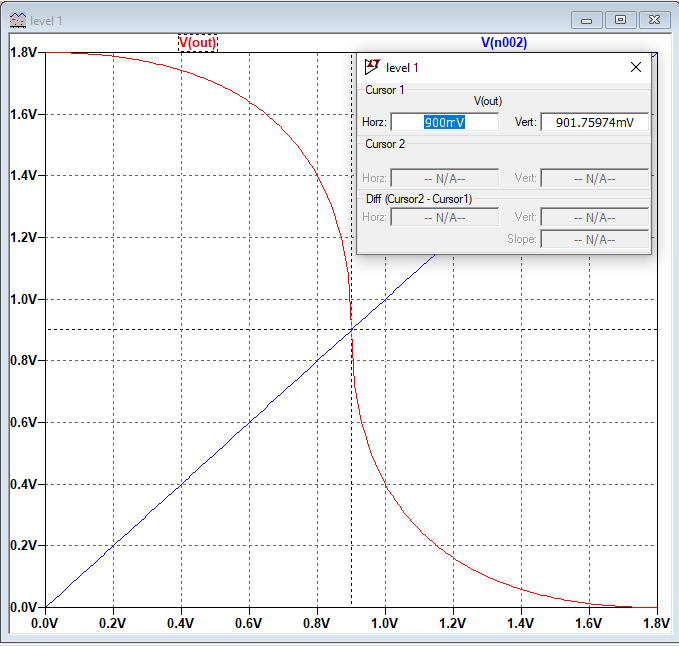 level 1
V(out) V(n002)
1.8V
1.6V
1.4V
1.2V
1.0V
0.8V
0.6V
0.4V
0.2V
0.0V
0.0V 0.2V 0.4V 0.6V 0.8V 1.0V 1.2V 1.4V 1.6V 1.8V
level 1
Cursor 1
V(out)
Horz: 900mV Vert: 901.75974mV
Cursor 2
Horz: -- N/A-- Vert: -- N/A--
Diff (Cursor2 - Cursor1)
Horz: -- N/A-- Vert: -- N/A--
Slope: -- N/A--